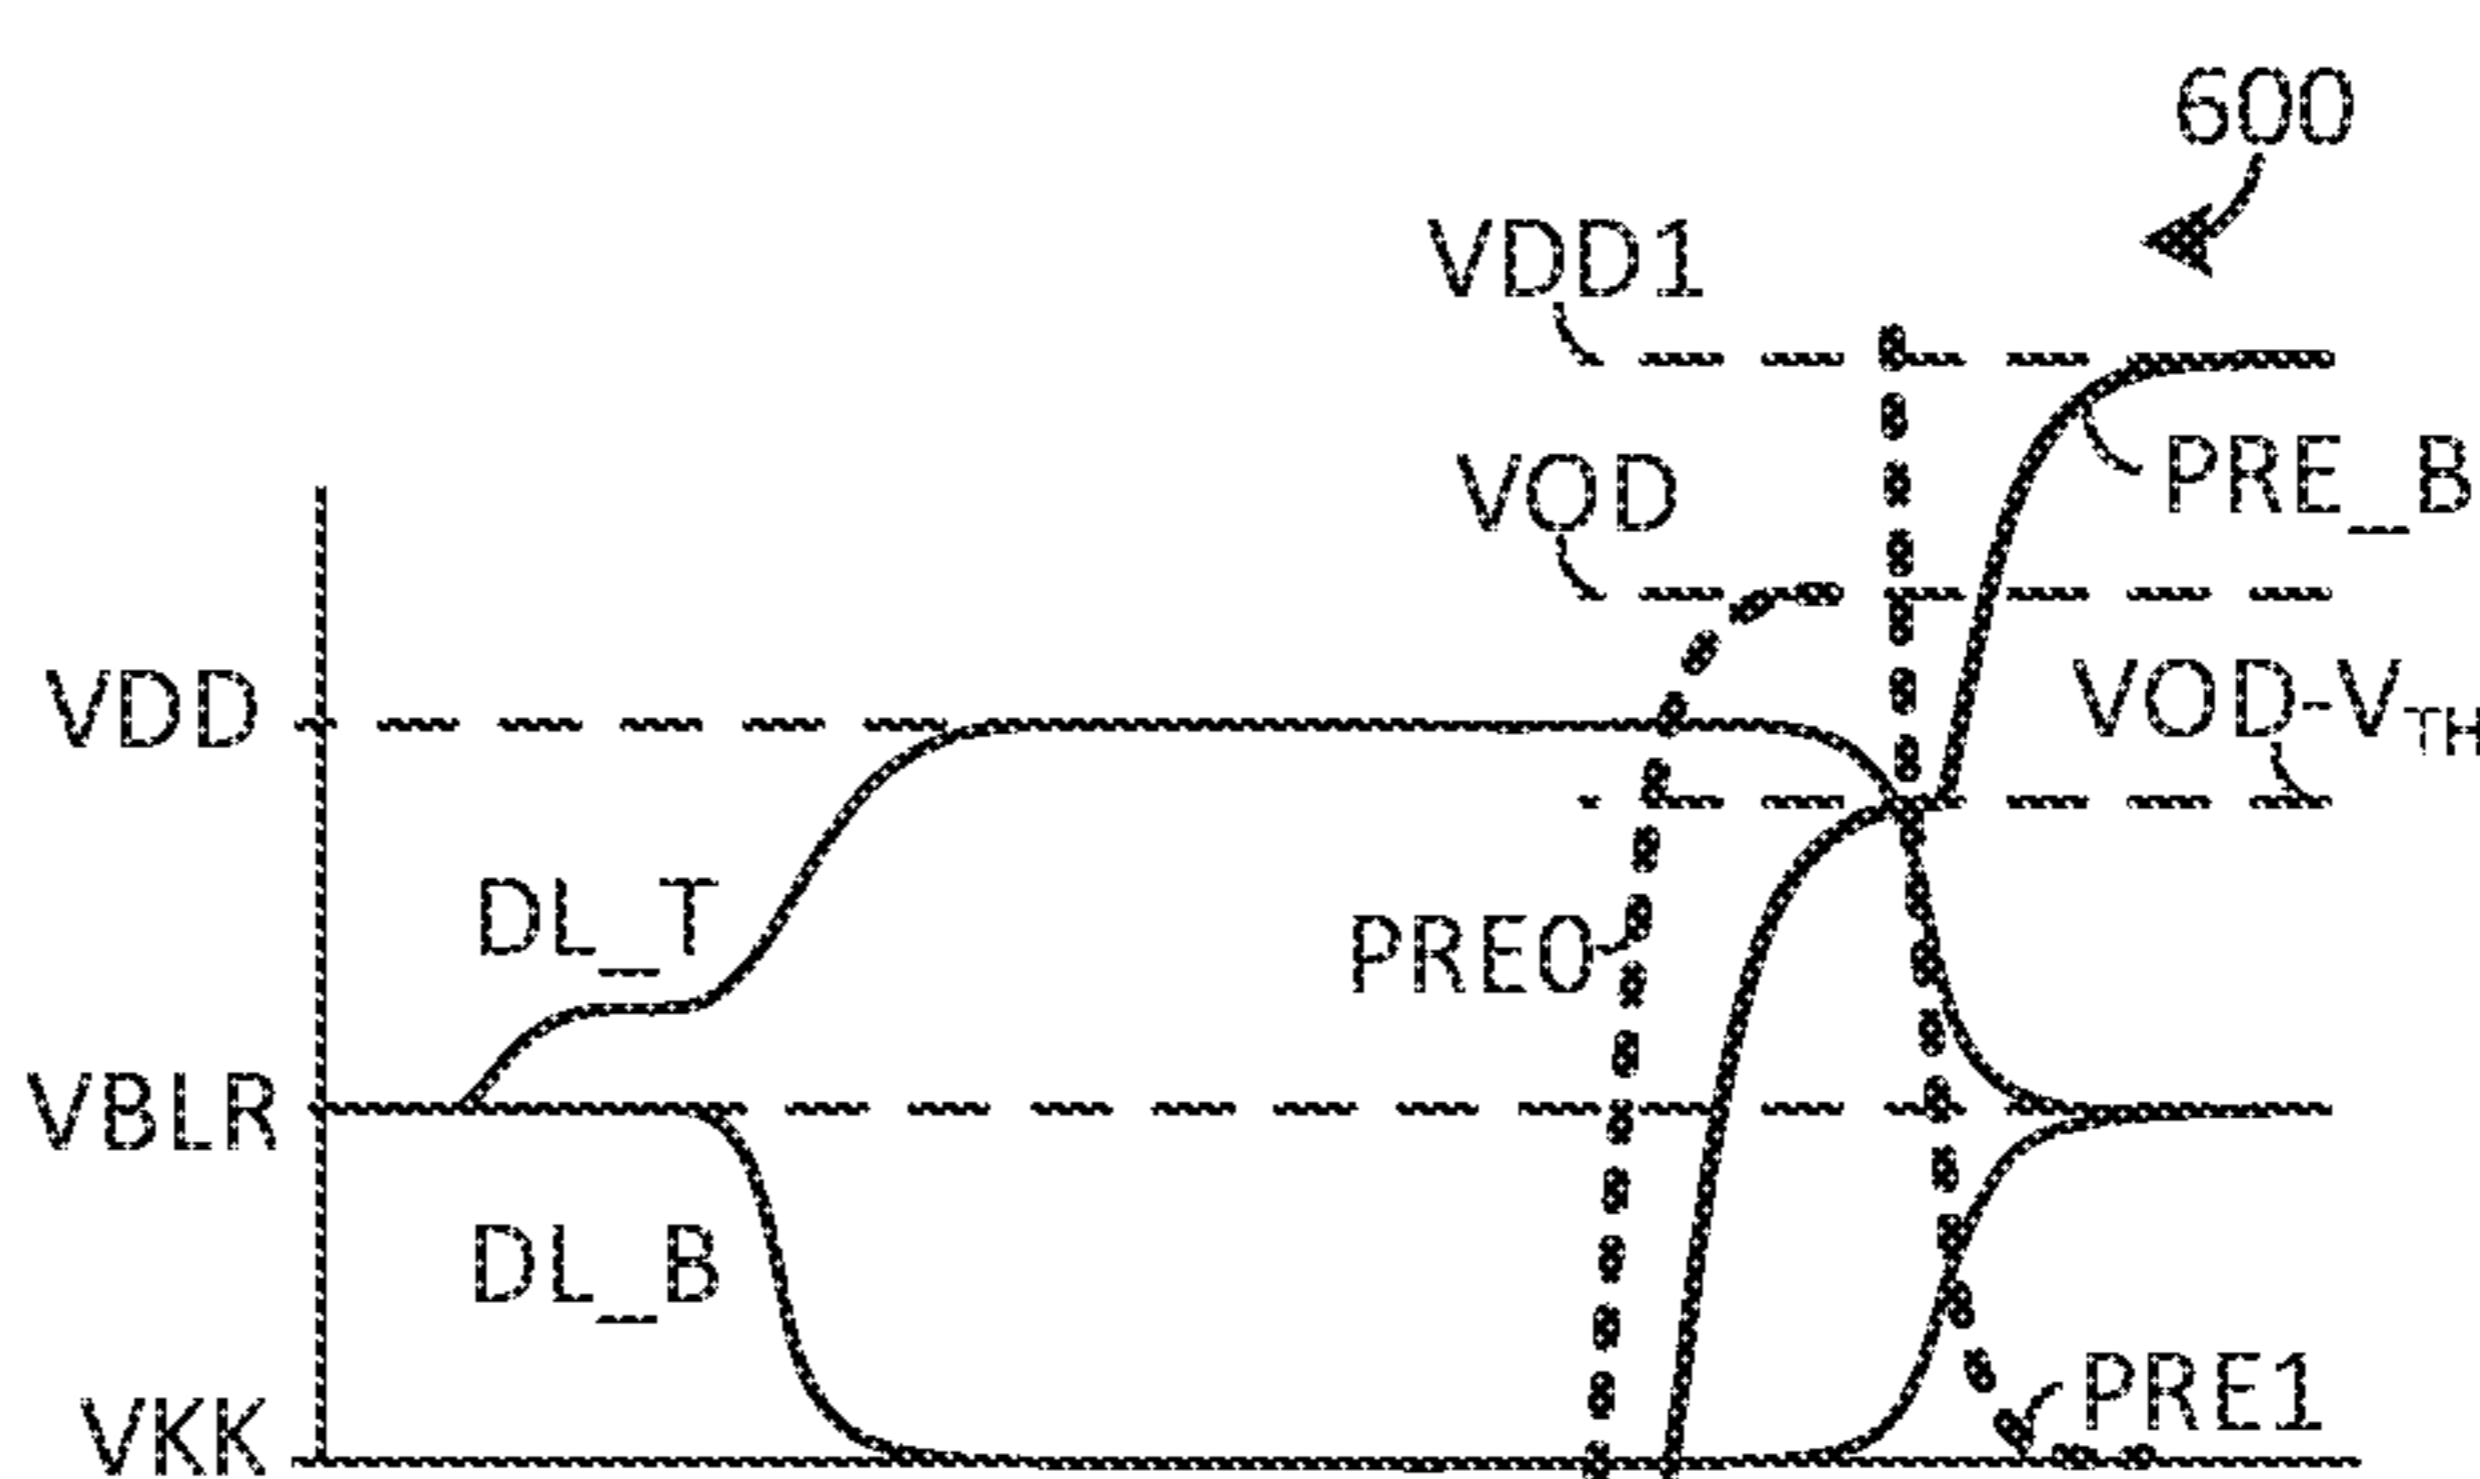 600
VDD1
VOD
PRE_B
VDD
VOD-VTH
DL_T
PRE0
VBLR
DL_B
PRE1
VKK